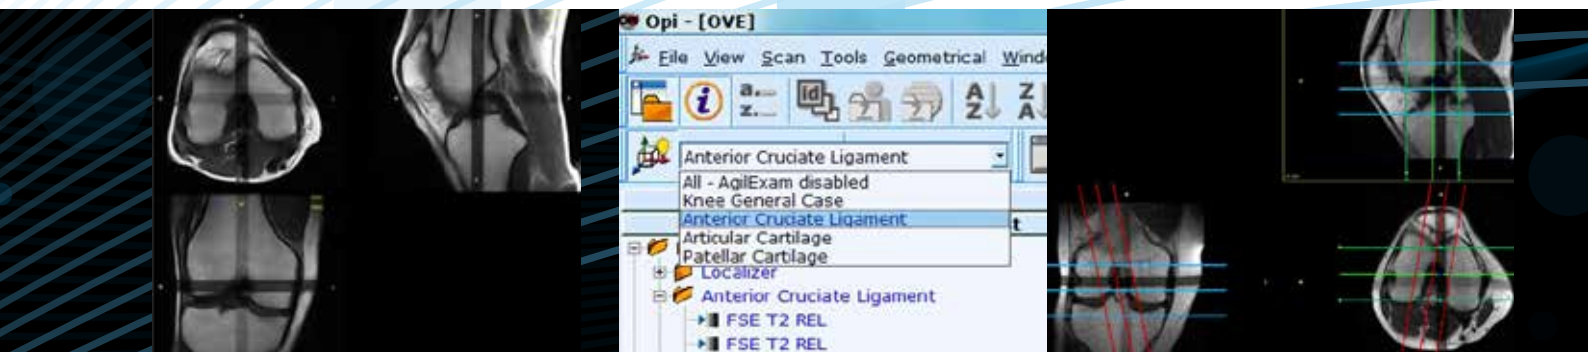 Opi - [OVE]
File View Scan Tools Geometrical
a.. z..
id
i
A Z
Z A
Anterior Cruciate Ligament
All - AgilExam disabled
Knee General Case
Anterior Cruciate Ligament
Articular Cartilage
Patellar Cartilage
t
Localizer
Anterior Cruciate Ligament
FSE T2 REL
FSE T2 REL